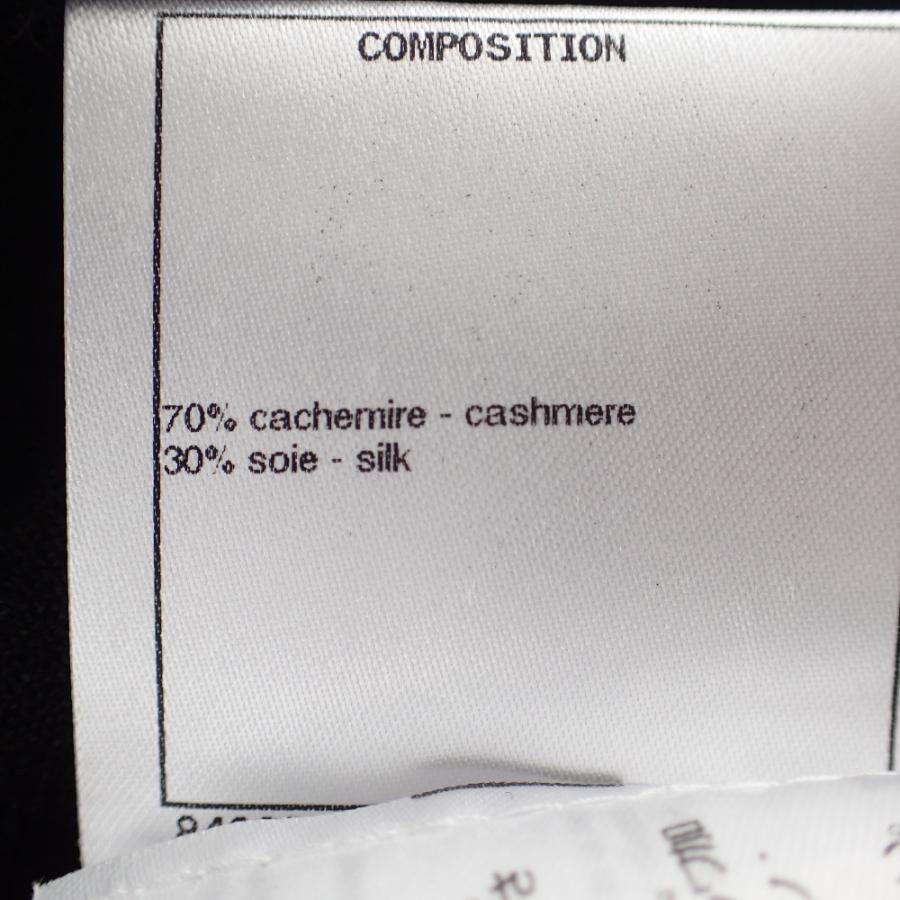 COMPOSITION
70% cachemire - cashmere
30% soie - silk